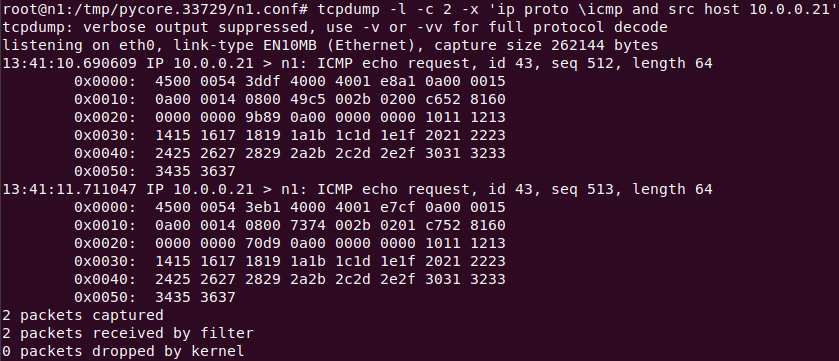 root@n1:/tmp/pycore.33729/n1.conf# tcpdump -l -c 2 -x 'ip proto \icmp and src host 10.0.0.21'
tcpdump: verbose output suppressed, use -v or -vv for full protocol decode
listening on eth0, link-type EN10MB (Ethernet), capture size 262144 bytes
13:41:10.690609 IP 10.0.0.21 > n1: ICMP echo request, id 43, seq 512, length 64
        0x0000:  4500 0054 3ddf 4000 4001 e8a1 0a00 0015
        0x0010:  0a00 0014 0800 49c5 002b 0200 c652 8160
        0x0020:  0000 0000 9b89 0a00 0000 0000 1011 1213
        0x0030:  1415 1617 1819 1a1b 1c1d 1e1f 2021 2223
        0x0040:  2425 2627 2829 2a2b 2c2d 2e2f 3031 3233
        0x0050:  3435 3637
13:41:11.711047 IP 10.0.0.21 > n1: ICMP echo request, id 43, seq 513, length 64
        0x0000:  4500 0054 3eb1 4000 4001 e7cf 0a00 0015
        0x0010:  0a00 0014 0800 7374 002b 0201 c752 8160
        0x0020:  0000 0000 70d9 0a00 0000 0000 1011 1213
        0x0030:  1415 1617 1819 1a1b 1c1d 1e1f 2021 2223
        0x0040:  2425 2627 2829 2a2b 2c2d 2e2f 3031 3233
        0x0050:  3435 3637
2 packets captured
2 packets received by filter
0 packets dropped by kernel